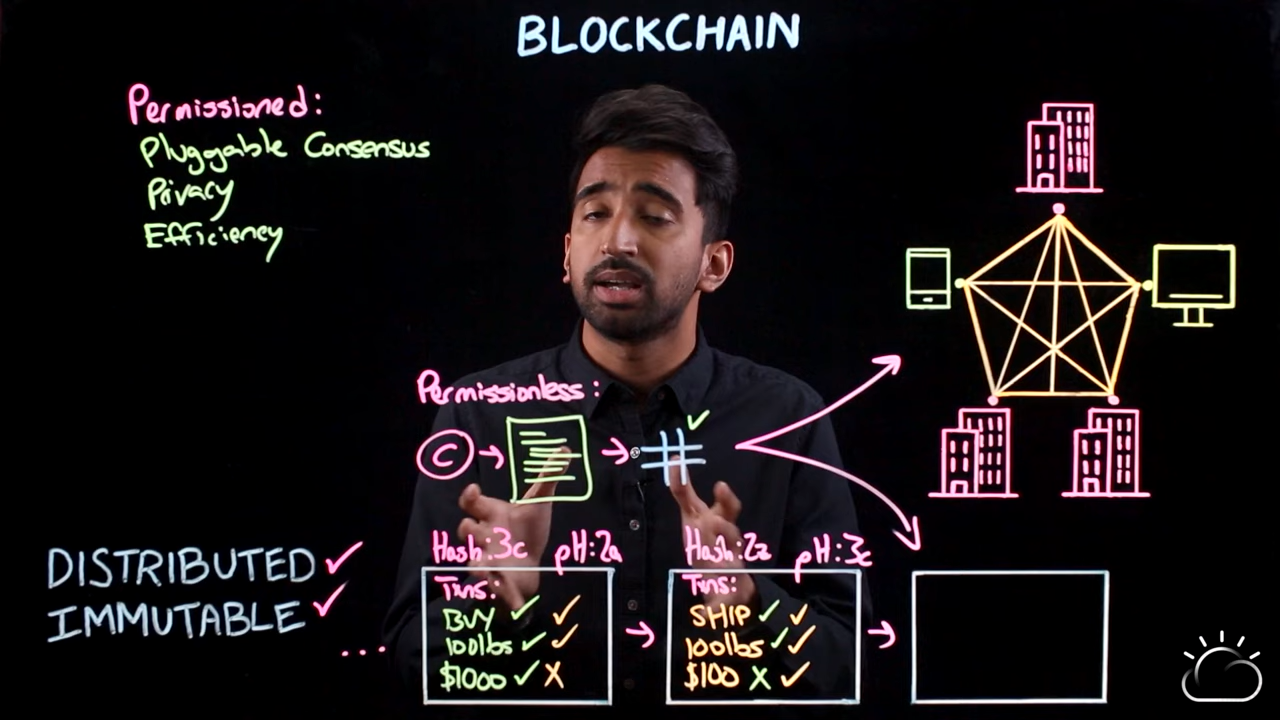 BLOCKCHAIN
Permissioned:
Pluggable Consensus
Privacy
Efficiency
Permissionless:
C → → # ✓
DISTRIBUTED ✓
IMMUTABLE ✓
...
Hash:3c pH:2a
Txns:
BUY ✓ ✓
100lbs ✓ ✓
$1000 ✓ X
Hash:2z pH:3c
Txns:
SHIP ✓ ✓
100lbs ✓ ✓
$100 X ✓